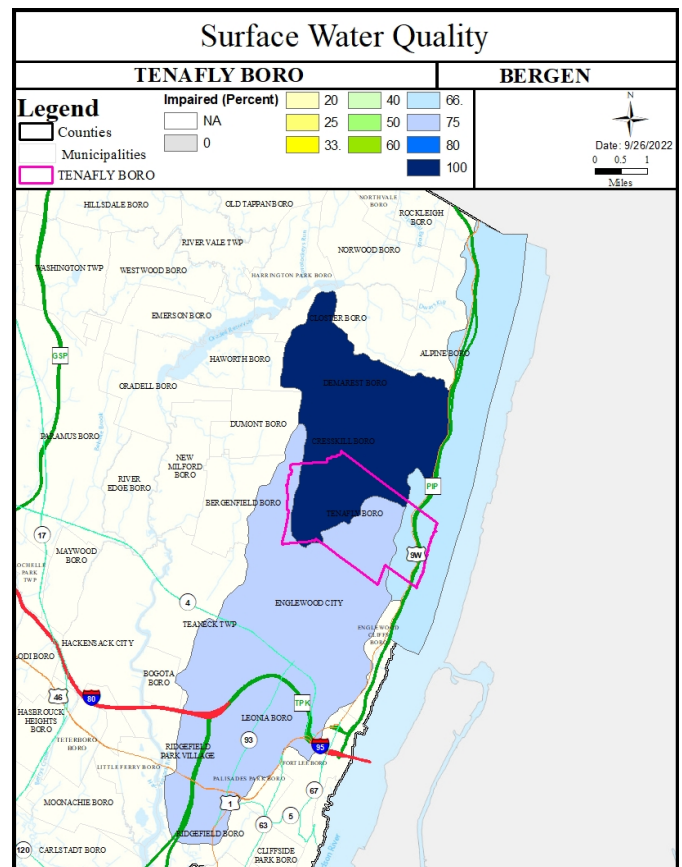 Surface Water Quality
TENAFLY BORO
BERGEN
Legend
Counties
Municipalities
TENAFLY BORO
Impaired (Percent)
NA
0
20
25
33.
40
50
60
66.
75
80
100
N
Date: 9/26/2022
0 0.5 1
Miles
HILLSDALE BORO
OLD TAPPAN BORO
NORTHVALE
BORO
ROCKLEIGH
BORO
RIVER VALE TWP
NORWOOD BORO
WASHINGTON TWP
WESTWOOD BORO
HARRINGTON PARK BORO
EMERSON BORO
CLOSTER BORO
GSP
HAWORTH BORO
ALPINE BORO
ORADELL BORO
DEMAREST BORO
DUMONT BORO
PARAMUS BORO
CRESSKILL BORO
NEW
MILFORD
BORO
RIVER
EDGE BORO
PIP
BERGENFIELD BORO
TENAFLY BORO
17
MAYWOOD
BORO
9W
OCHELLE
PARK
TWP
4
ENGLEWOOD CITY
TEANECK TWP
ENGLEWOOD
CLIFFS
BORO
HACKENSACK CITY
ODI BORO
BOGOTA
BORO
46
80
TPK
HASBROUCK
HEIGHTS
BORO
LEONIA BORO
TETERBORO
BORO
93
95
RIDGEFIELD
PARK VILLAGE
FORT LEE BORO
LITTLE FERRY BORO
PALISADES PARK BORO
67
MOONACHIE BORO
1
5
63
RIDGEFIELD BORO
120
CARLSTADT BORO
CLIFFSIDE
PARK BORO